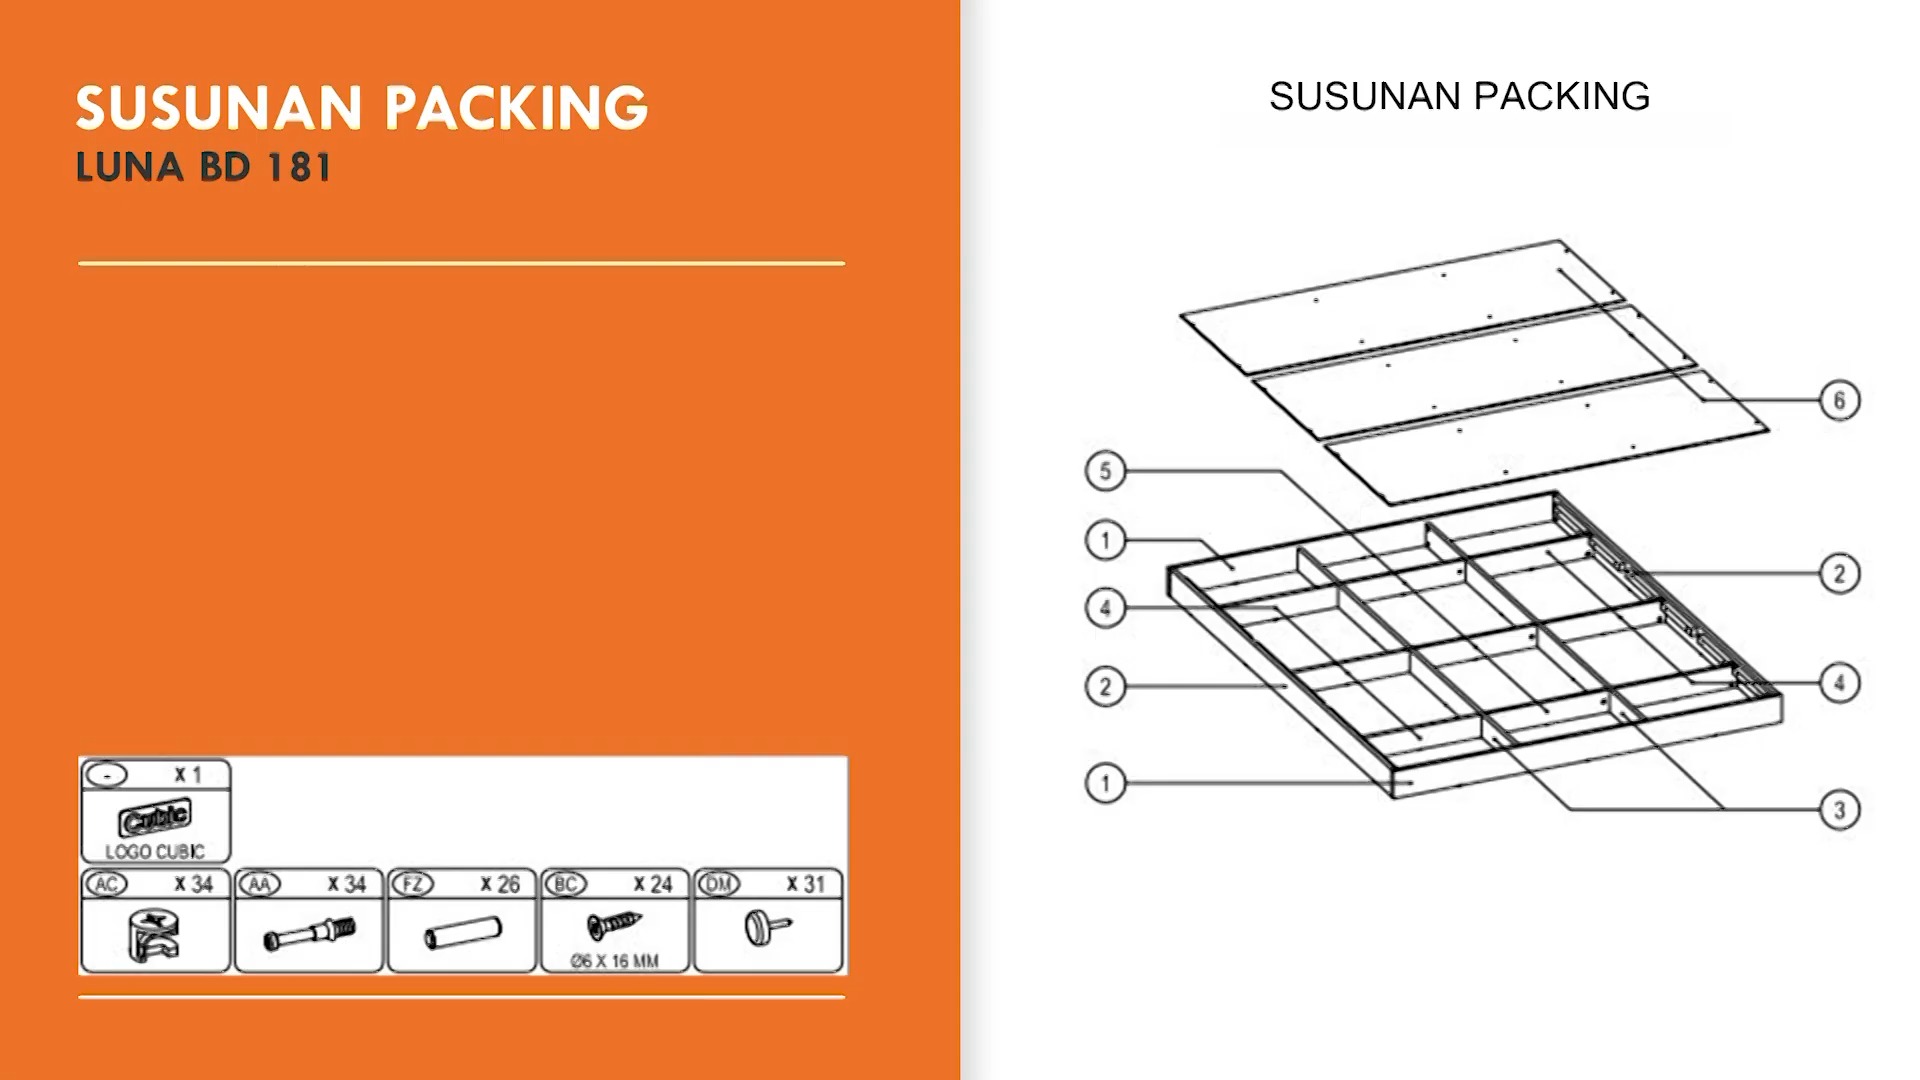 SUSUNAN PACKING
LUNA BD 181
- X 1
Cubic
LOGO CUBIC
AC X 34
AA X 34
FZ X 26
BC X 24
Ø6 X 16 MM
DM X 31
SUSUNAN PACKING
6
5
1
2
4
2
4
1
3